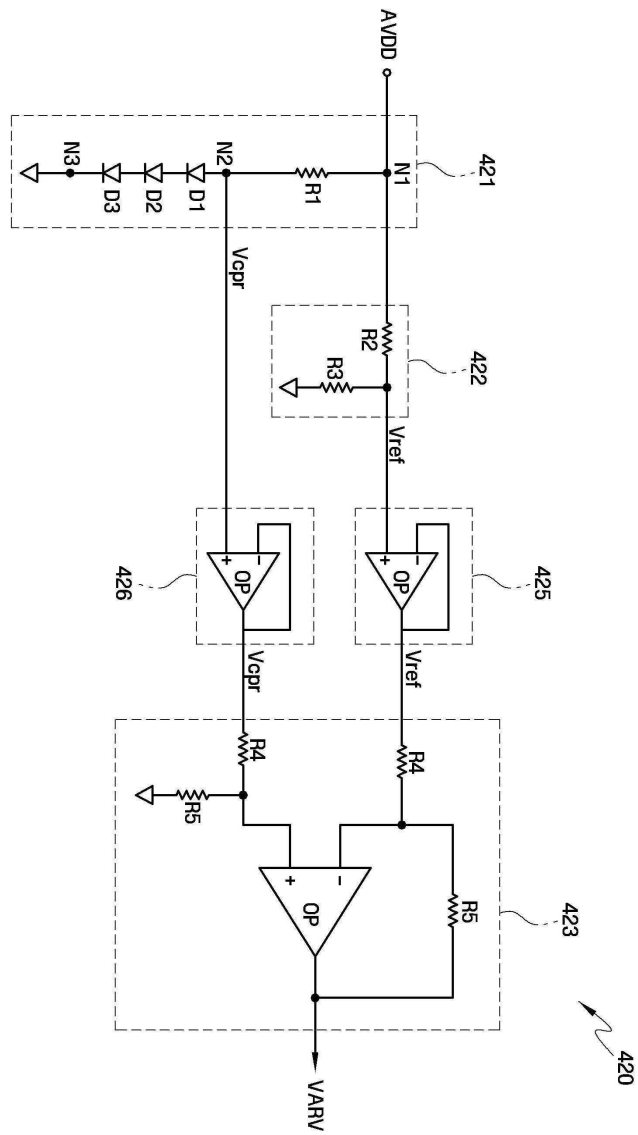 420
421
AVDD
N1
R1
N2
D1
D2
D3
N3
Vcpr
422
R2
R3
Vref
425
-
+
OP
426
-
+
OP
Vref
Vcpr
423
R4
R5
R4
R5
-
+
OP
VARV